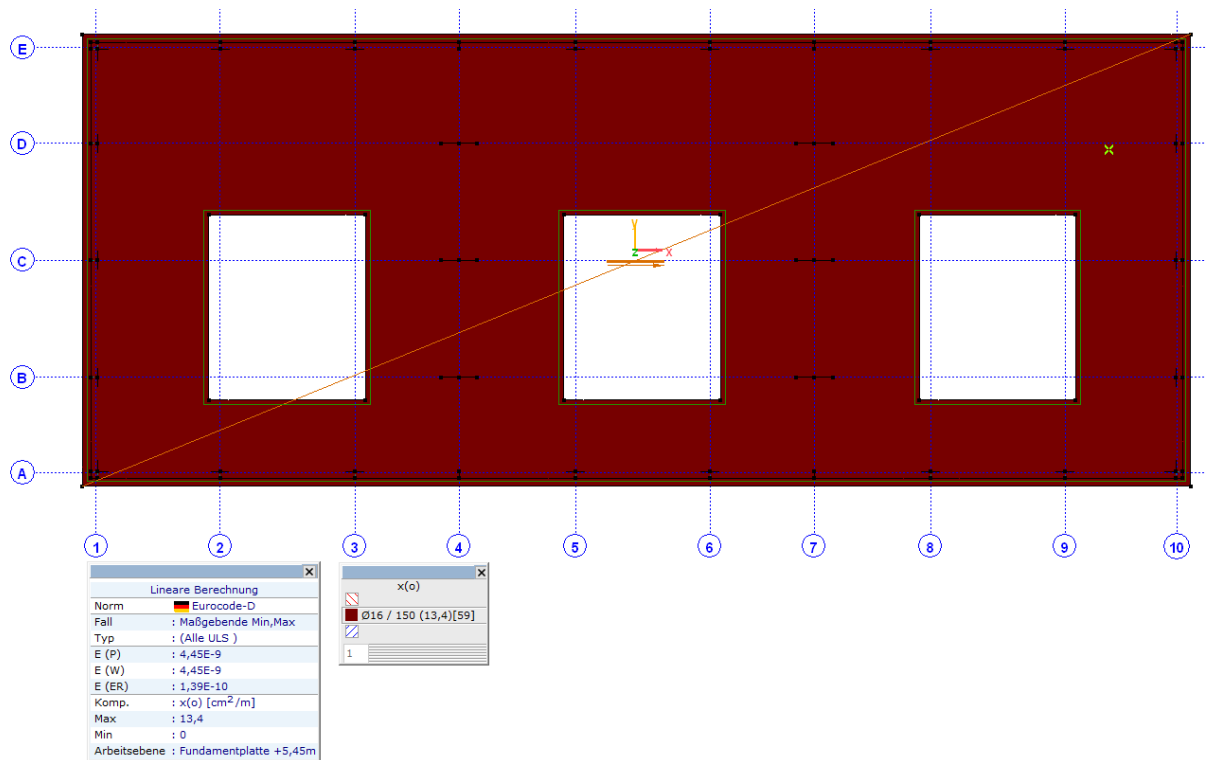 E
D
C
B
A
y
z x
1 2 3 4 5 6 7 8 9 10
Lineare Berechnung
Norm Eurocode-D
Fall : Maßgebende Min,Max
Typ : (Alle ULS )
E (P) : 4,45E-9
E (W) : 4,45E-9
E (ER) : 1,39E-10
Komp. : x(o) [cm²/m]
Max : 13,4
Min : 0
Arbeitsebene : Fundamentplatte +5,45m
x(o)
Ø16 / 150 (13,4)[59]
1